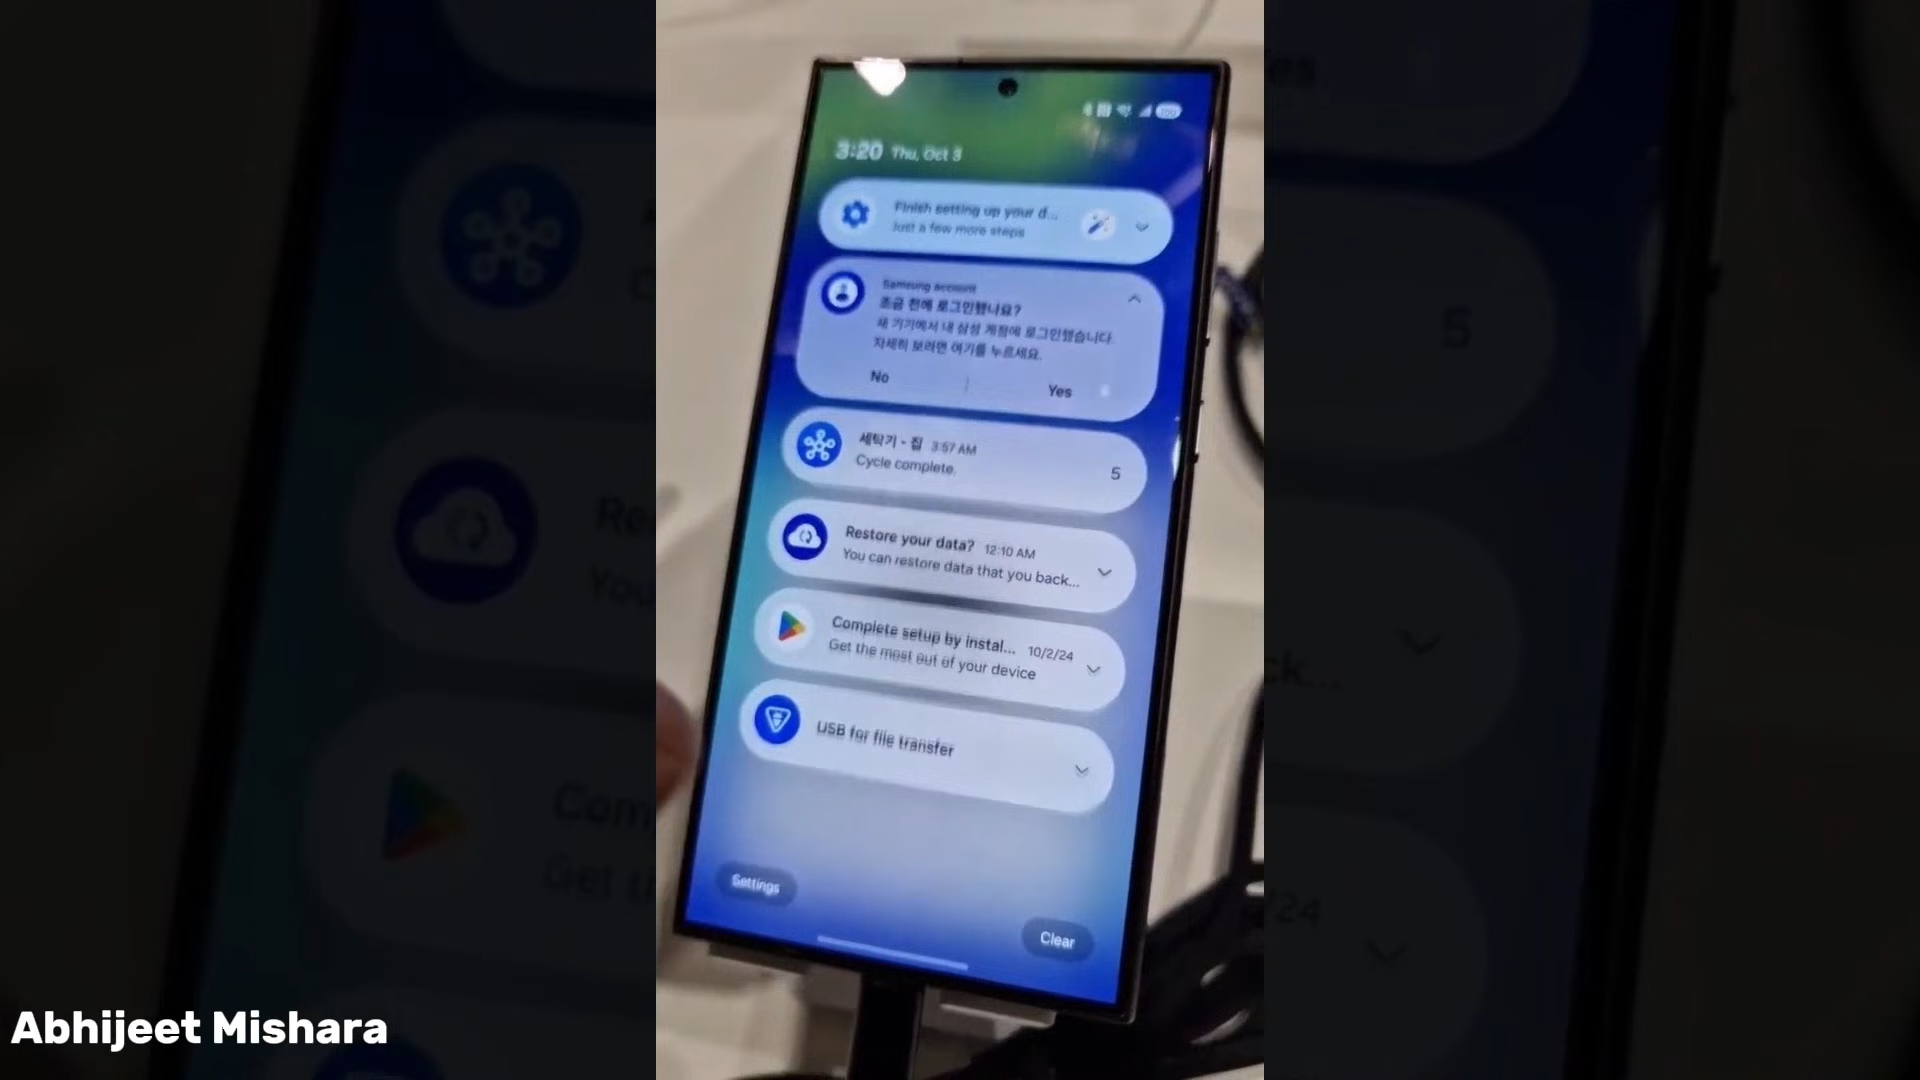 3:20 Thu, Oct 3
Finish setting up your d...
Just a few more steps
Samsung account
조금 전에 로그인했나요?
새 기기에서 내 삼성 계정에 로그인했습니다.
자세히 보려면 여기를 누르세요.
No
Yes
세탁기 - 집 3:57 AM
Cycle complete.
5
Restore your data? 12:10 AM
You can restore data that you back...
Complete setup by instal... 10/2/24
Get the most out of your device
USB for file transfer
Settings
Clear
Abhijeet Mishara